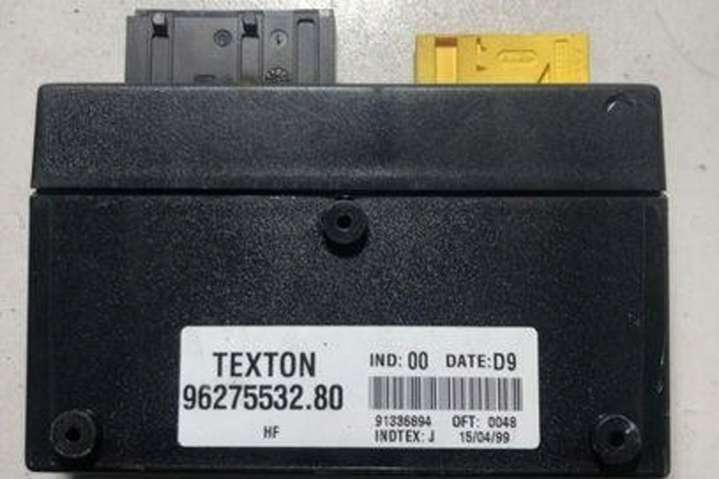 TEXTON
96275532.80
HF
IND: 00 DATE: D9
91336894 OFT: 0048
INDTEX: J 15/04/99